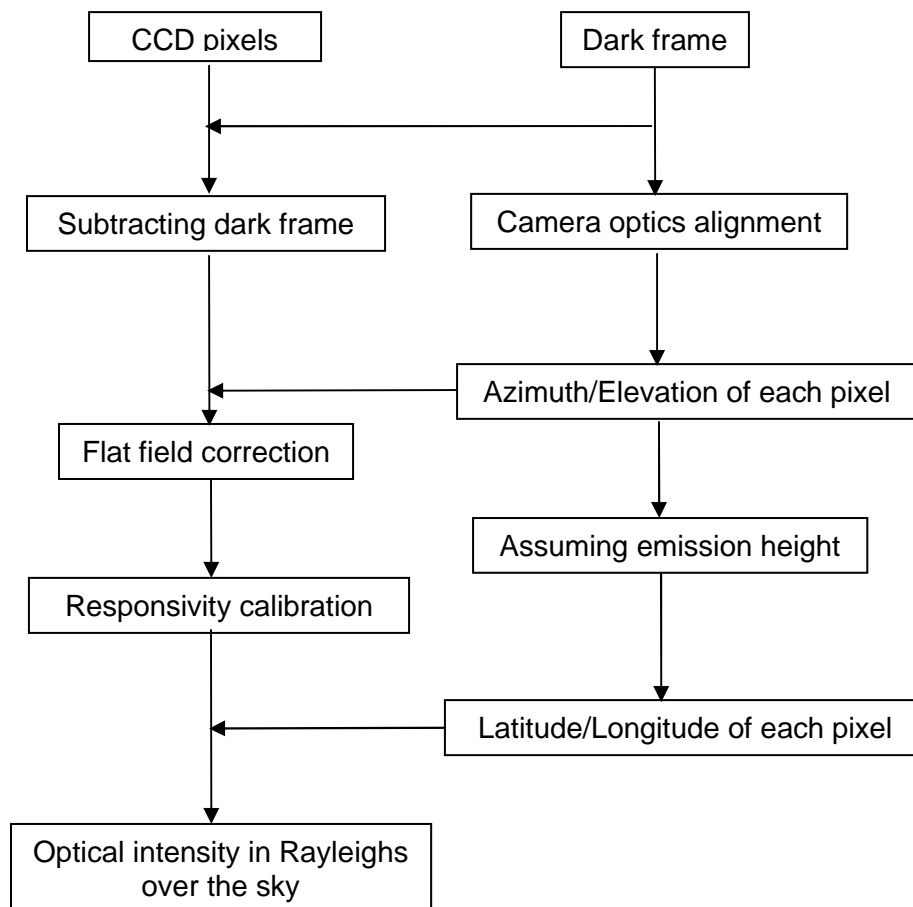 CCD pixels
Dark frame
Subtracting dark frame
Camera optics alignment
Azimuth/Elevation of each pixel
Flat field correction
Assuming emission height
Responsivity calibration
Latitude/Longitude of each pixel
Optical intensity in Rayleighs
over the sky